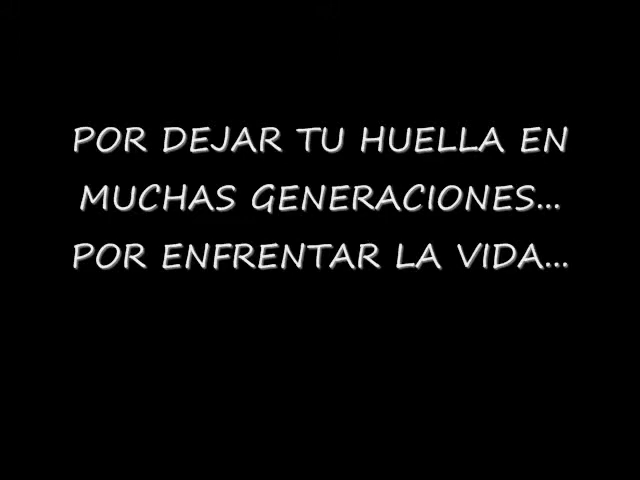 POR DEJAR TU HUELLA EN
MUCHAS GENERACIONES...
POR ENFRENTAR LA VIDA...